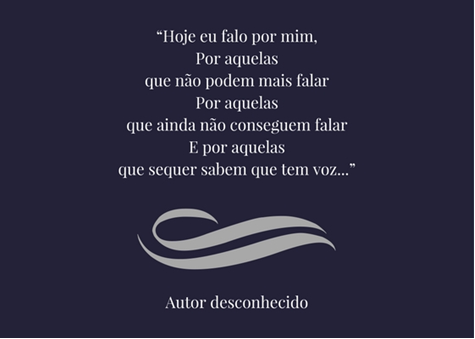 “Hoje eu falo por mim,
Por aquelas
que não podem mais falar
Por aquelas
que ainda não conseguem falar
E por aquelas
que sequer sabem que tem voz...”
Autor desconhecido